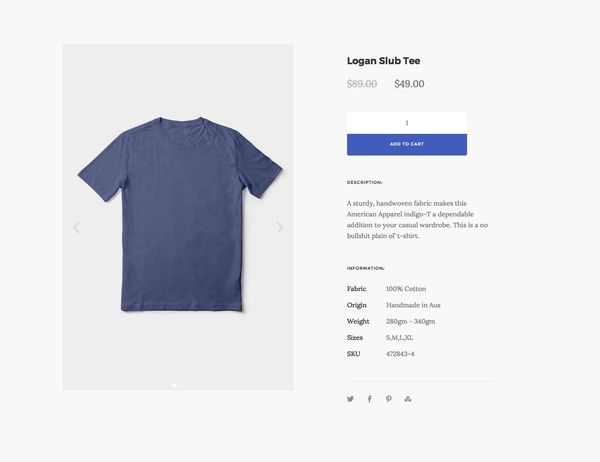 Logan Slub Tee
$89.00 $49.00
1
ADD TO CART
DESCRIPTION:
A sturdy, handwoven fabric makes this
American Apparel indigo-T a dependable
addition to your casual wardrobe. This is a no
bullshit plain ol' t-shirt.
INFORMATION:
Fabric 100% Cotton
Origin Handmade in Aus
Weight 280gm - 340gm
Sizes S,M,L,XL
SKU 472843-4